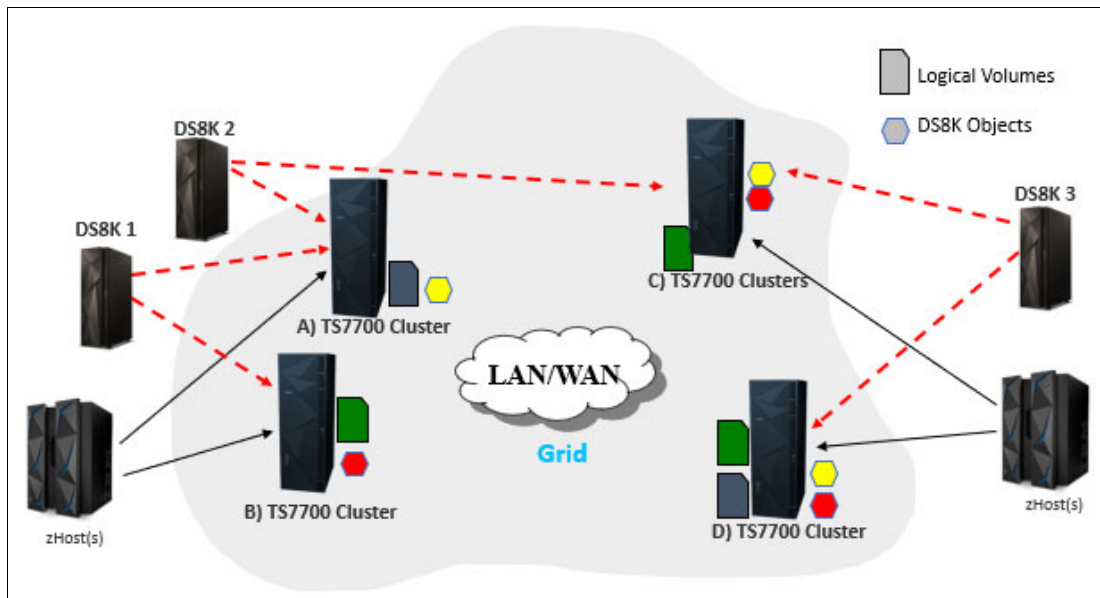 Logical Volumes
DS8K Objects
DS8K 2
DS8K 1
DS8K 3
C) TS7700 Clusters
A) TS7700 Cluster
LAN/WAN
Grid
B) TS7700 Cluster
D) TS7700 Cluster
zHost(s)
zHost(s)